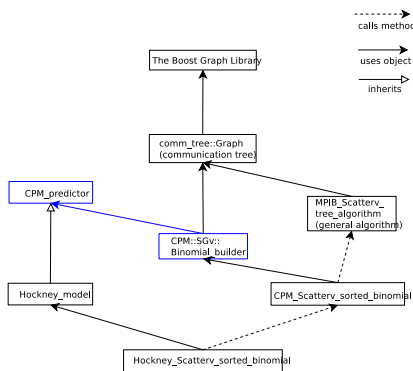 calls method
uses object
inherits
The Boost Graph Library
comm_tree::Graph
(communication tree)
CPM_predictor
MPIB_Scatterv_
tree_algorithm
(general algorithm)
CPM::SGv::
Binomial_builder
Hockney_model
CPM_Scatterv_sorted_binomial
Hockney_Scatterv_sorted_binomial